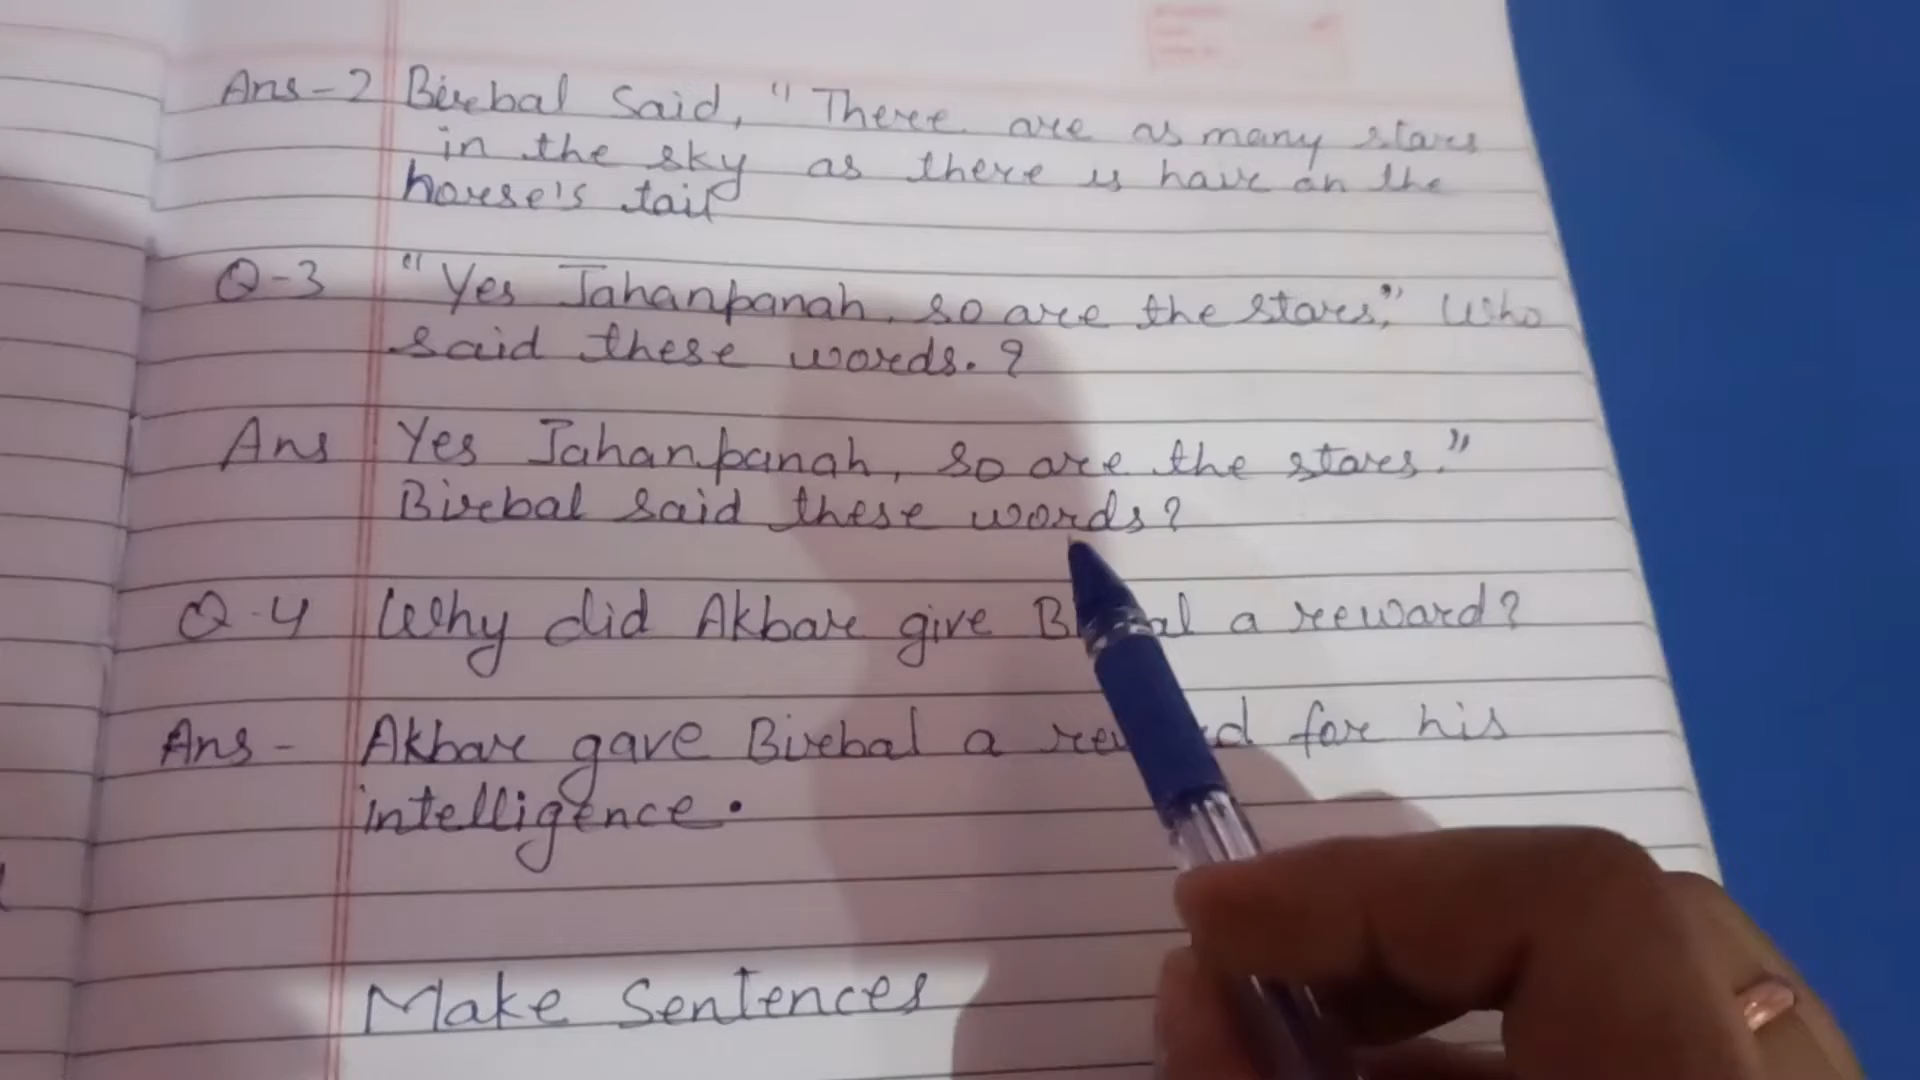 Ans-2 Birbal Said, "There are as many stars
in the sky as there is hair on the
horse's tail
Q-3 "Yes Jahanpanah, so are the stars," Who
said these words.?
Ans Yes Jahanpanah, so are the stars."
Birbal said these words?
Q-4 Why did Akbar give a reward?
Ans- Akbar gave Birbal a for his
intelligence.
Make Sentences